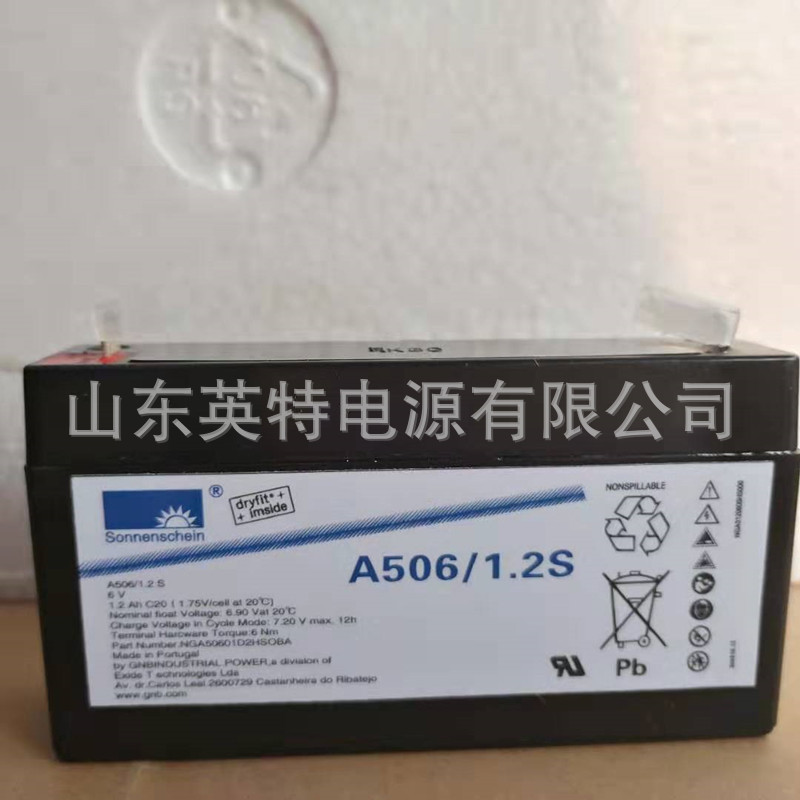 山东英特电源有限公司
Sonnenschein
®
dryfit
imside
A506/1.2S
NONSPILLABLE
A506/1.2 S
6 V
1.2 Ah C20 ( 1.75V/cell at 20℃)
Nominal float Voltage: 6.90 Vat 20℃
Charge Voltage in Cycle Mode: 7.20 V max. 12h
Terminal Hardware Torque:6 Nm
Part Number:NGA50601D2HSOBA
Made in Portugal
by GNBINDUSTRIAL POWER,a division of
Exide T echnologies Lda
Av. dr.Carlos Leal 2600729 Castanheira do Ribatejo
www.gnb.com
Pb